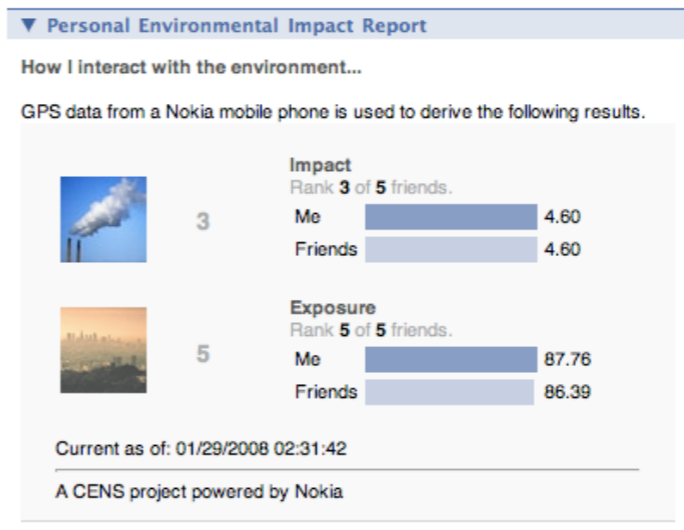 ▼ Personal Environmental Impact Report
How I interact with the environment...
GPS data from a Nokia mobile phone is used to derive the following results.
Impact
Rank 3 of 5 friends.
3
Me 4.60
Friends 4.60
Exposure
Rank 5 of 5 friends.
5
Me 87.76
Friends 86.39
Current as of: 01/29/2008 02:31:42
A CENS project powered by Nokia